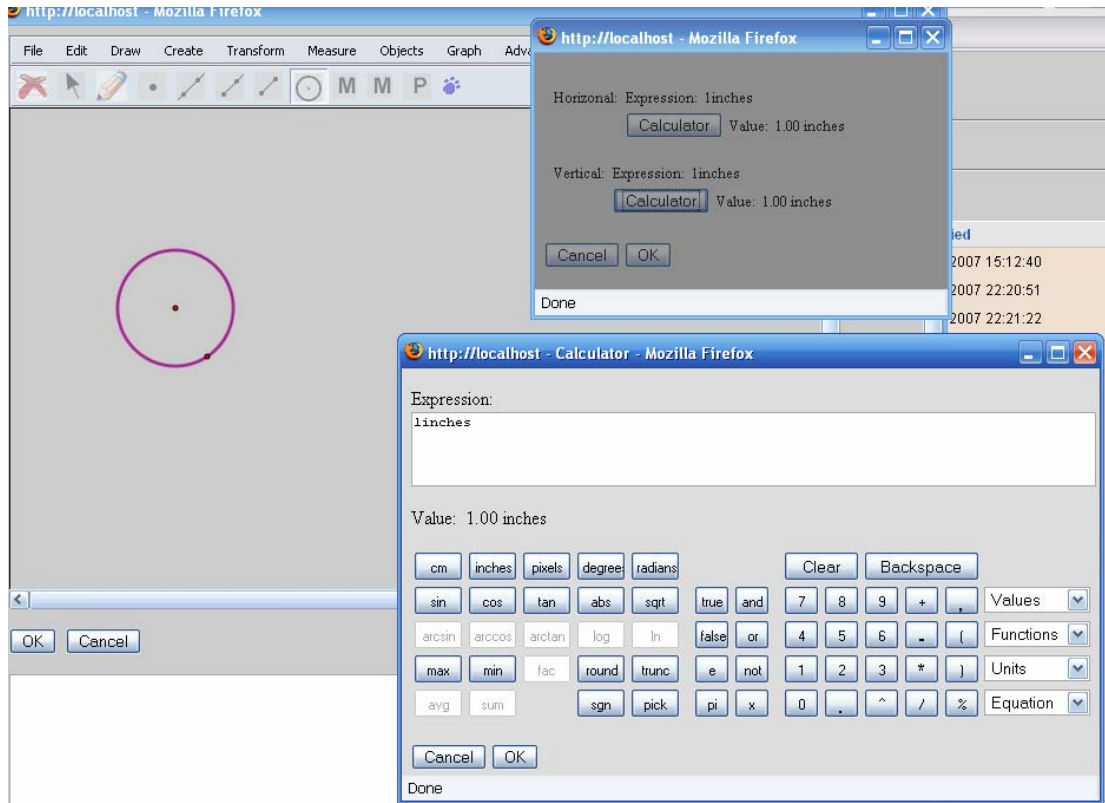 http://localhost - Mozilla Firefox
File Edit Draw Create Transform Measure Objects Graph Adva
M M P
http://localhost - Mozilla Firefox
Horizonal: Expression: 1inches
Calculator Value: 1.00 inches
Vertical: Expression: 1inches
Calculator Value: 1.00 inches
Cancel OK
Done
ied
2007 15:12:40
2007 22:20:51
2007 22:21:22
http://localhost - Calculator - Mozilla Firefox
Expression:
1inches
Value: 1.00 inches
cm inches pixels degree radians Clear Backspace
sin cos tan abs sqrt true and 7 8 9 + , Values
arcsin arccos arctan log ln false or 4 5 6 - ( Functions
max min fac round trunc e not 1 2 3 * ) Units
avg sum sgn pick pi x 0 . ^ / % Equation
Cancel OK
Done
OK Cancel